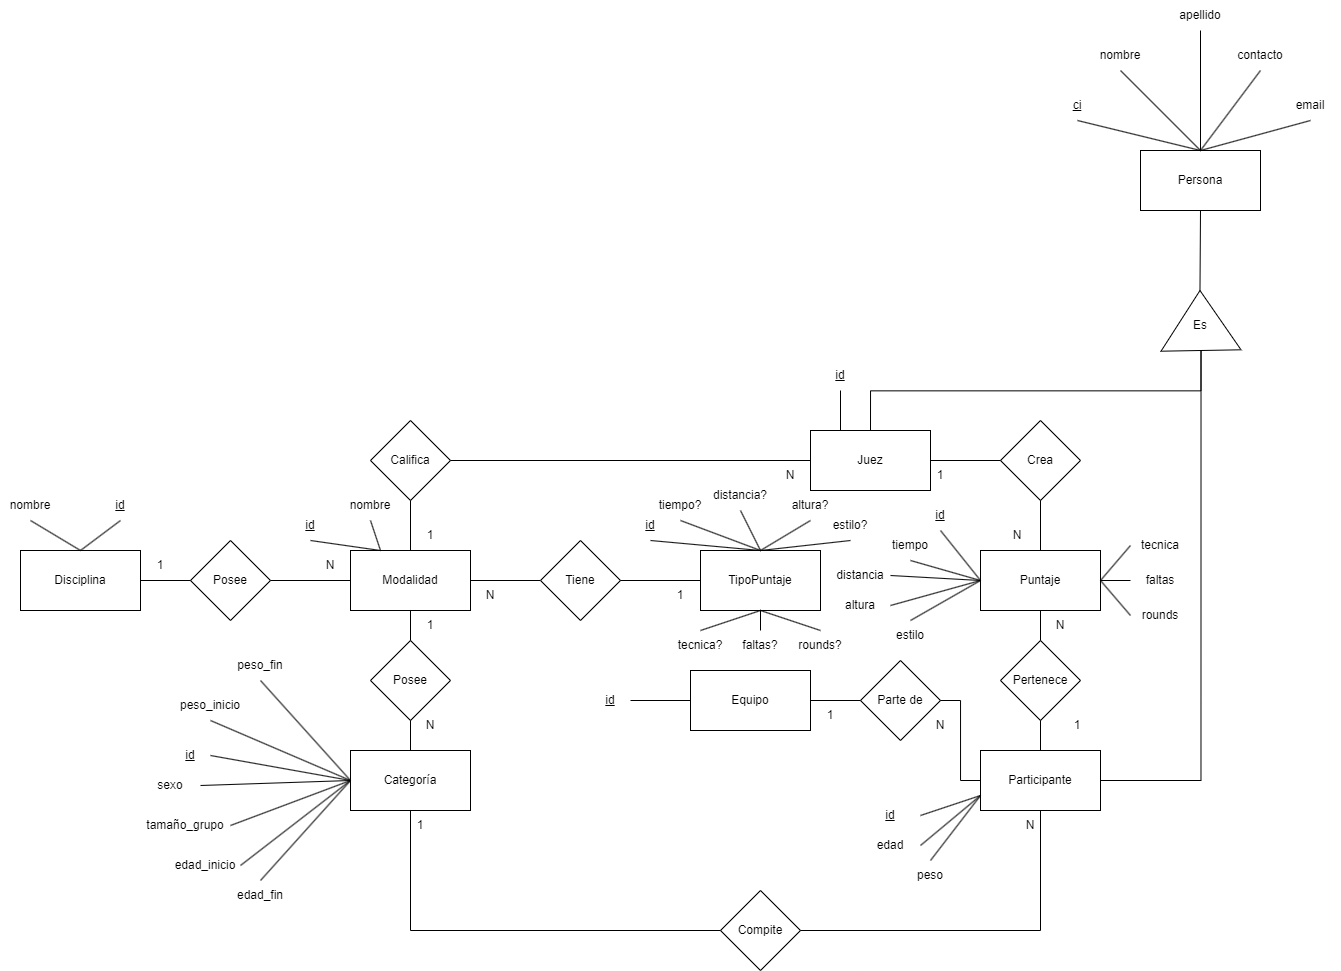 apellido
nombre
contacto
ci
email
Persona
Es
id
Califica
N
Juez
1
Crea
nombre
id
id
nombre
1
tiempo?
distancia?
altura?
id
estilo?
id
N
tecnica
tiempo
Disciplina
1
Posee
N
Modalidad
N
Tiene
1
TipoPuntaje
distancia
Puntaje
faltas
altura
rounds
estilo
1
tecnica?
faltas?
rounds?
N
peso_fin
Posee
Pertenece
peso_inicio
id
Equipo
1
Parte de
N
N
1
id
sexo
Categoría
Participante
tamaño_grupo
1
id
N
edad
edad_inicio
peso
edad_fin
Compite